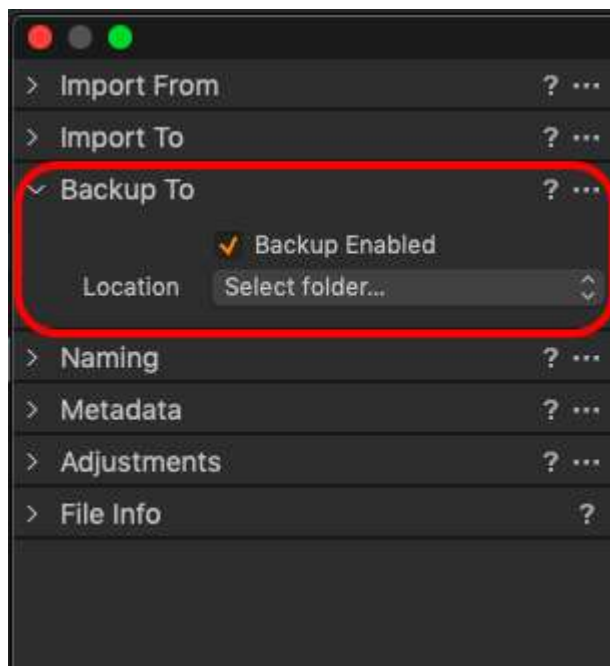 Import From ? ...
Import To ? ...
Backup To ? ...
Backup Enabled
Location Select folder...
Naming ? ...
Metadata ? ...
Adjustments ? ...
File Info ?